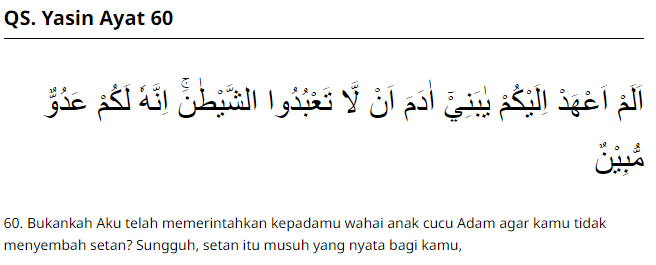 QS. Yasin Ayat 60
اَلَمْ اَعْهَدْ اِلَيْكُمْ يٰبَنِيْٓ اٰدَمَ اَنْ لَّا تَعْبُدُوا الشَّيْطٰنَۚ اِنَّهٗ لَكُمْ عَدُوٌّ
مُّبِيْنٌ
60. Bukankah Aku telah memerintahkan kepadamu wahai anak cucu Adam agar kamu tidak
menyembah setan? Sungguh, setan itu musuh yang nyata bagi kamu,